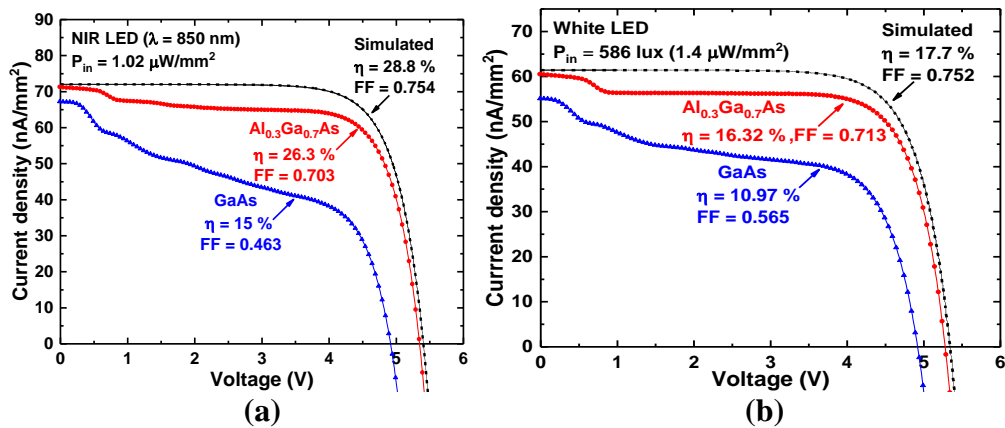 NIR LED (λ = 850 nm)
P_in = 1.02 µW/mm²
Simulated
η = 28.8 %
FF = 0.754
Al₀.₃Ga₀.₇As
η = 26.3 %
FF = 0.703
GaAs
η = 15 %
FF = 0.463
Current density (nA/mm²)
90
80
70
60
50
40
30
20
10
0
0 1 2 3 4 5 6
Voltage (V)
(a)
White LED
P_in = 586 lux (1.4 µW/mm²)
Simulated
η = 17.7 %
FF = 0.752
Al₀.₃Ga₀.₇As
η = 16.32 % ,FF = 0.713
GaAs
η = 10.97 %
FF = 0.565
Currrent density (nA/mm²)
70
60
50
40
30
20
10
0
0 1 2 3 4 5 6
Voltage (V)
(b)